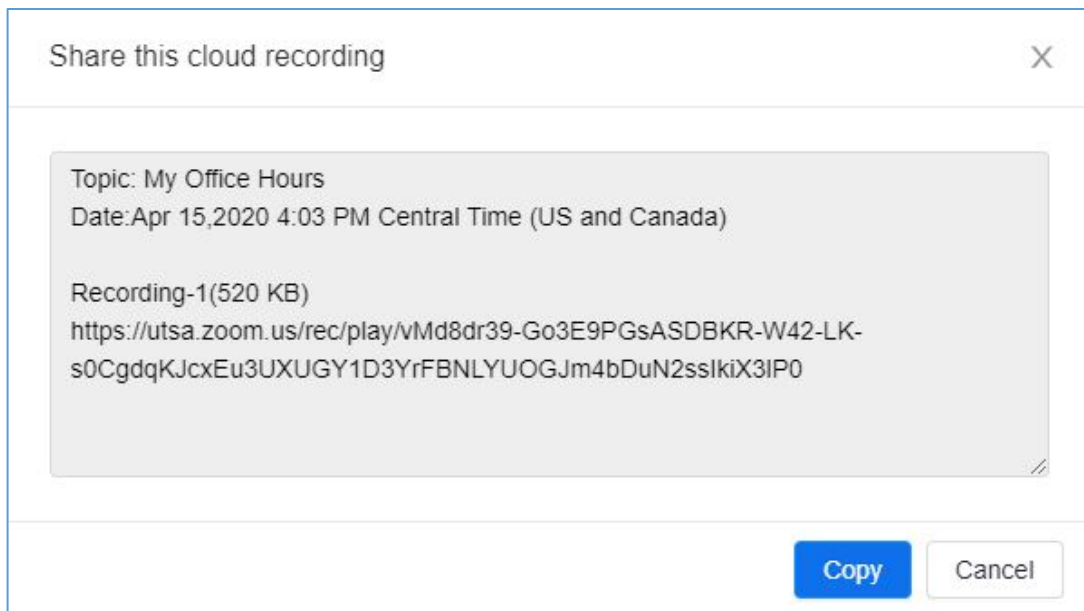 Share this cloud recording
X
Topic: My Office Hours
Date:Apr 15,2020 4:03 PM Central Time (US and Canada)
Recording-1(520 KB)
https://utsa.zoom.us/rec/play/vMd8dr39-Go3E9PGsASDBKR-W42-LK-
s0CgdqKJcxEu3UXUGY1D3YrFBNLYUOGJm4bDuN2ssIkiX3IP0
Copy
Cancel